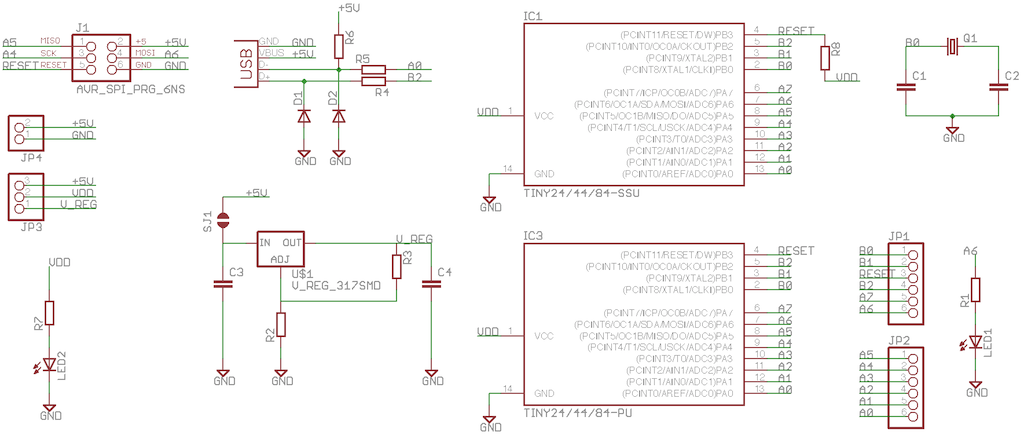 J1
A5 MISO 1 2 +5 +5V
A4 SCK 3 4 MOSI A6
RESET RESET 5 6 GND GND
AVR_SPI_PRG_6NS
2 +5V
1 GND
JP4
3 +5V
2 VDD
1 V_REG
JP3
VDD
R7
LED2
GND
+5V
R6
USB
GND GND
VBUS +5V
D-
D+
R5 A0
R4 B2
D1
D2
GND
GND
+5V
SJ1
IN OUT
ADJ
U$1
V_REG_317SMD
V_REG
R3
C3
C4
R2
GND
GND
GND
IC1
(PCINT11/RESET/DW)PB3 4 RESET
(PCINT10/INT0/OC0A/CKOUT)PB2 5 B2
(PCINT9/XTAL2)PB1 3 B1
(PCINT8/XTAL1/CLKI)PB0 2 B0
(PCINT7/ICP/OC0B/ADC7)PA7 6 A7
(PCINT6/OC1A/SDA/MOSI/ADC6)PA6 7 A6
(PCINT5/OC1B/MISO/DO/ADC5)PA5 8 A5
(PCINT4/T1/SCL/USCK/ADC4)PA4 9 A4
(PCINT3/T0/ADC3)PA3 10 A3
(PCINT2/AIN1/ADC2)PA2 11 A2
(PCINT1/AIN0/ADC1)PA1 12 A1
(PCINT0/AREF/ADC0)PA0 13 A0
VDD 1 VCC
14 GND
GND
TINY24/44/84-SSU
R8
VDD
Q1
B0
B1
C1
C2
GND
IC3
(PCINT11/RESET/DW)PB3 4 RESET
(PCINT10/INT0/OC0A/CKOUT)PB2 5 B2
(PCINT9/XTAL2)PB1 3 B1
(PCINT8/XTAL1/CLKI)PB0 2 B0
(PCINT7/ICP/OC0B/ADC7)PA7 6 A7
(PCINT6/OC1A/SDA/MOSI/ADC6)PA6 7 A6
(PCINT5/OC1B/MISO/DO/ADC5)PA5 8 A5
(PCINT4/T1/SCL/USCK/ADC4)PA4 9 A4
(PCINT3/T0/ADC3)PA3 10 A3
(PCINT2/AIN1/ADC2)PA2 11 A2
(PCINT1/AIN0/ADC1)PA1 12 A1
(PCINT0/AREF/ADC0)PA0 13 A0
VDD 1 VCC
14 GND
GND
TINY24/44/84-PU
JP1
B0 1
B1 2
RESET 3
B2 4
A7 5
A6 6
JP2
A5 1
A4 2
A3 3
A2 4
A1 5
A0 6
A6
R1
LED1
GND